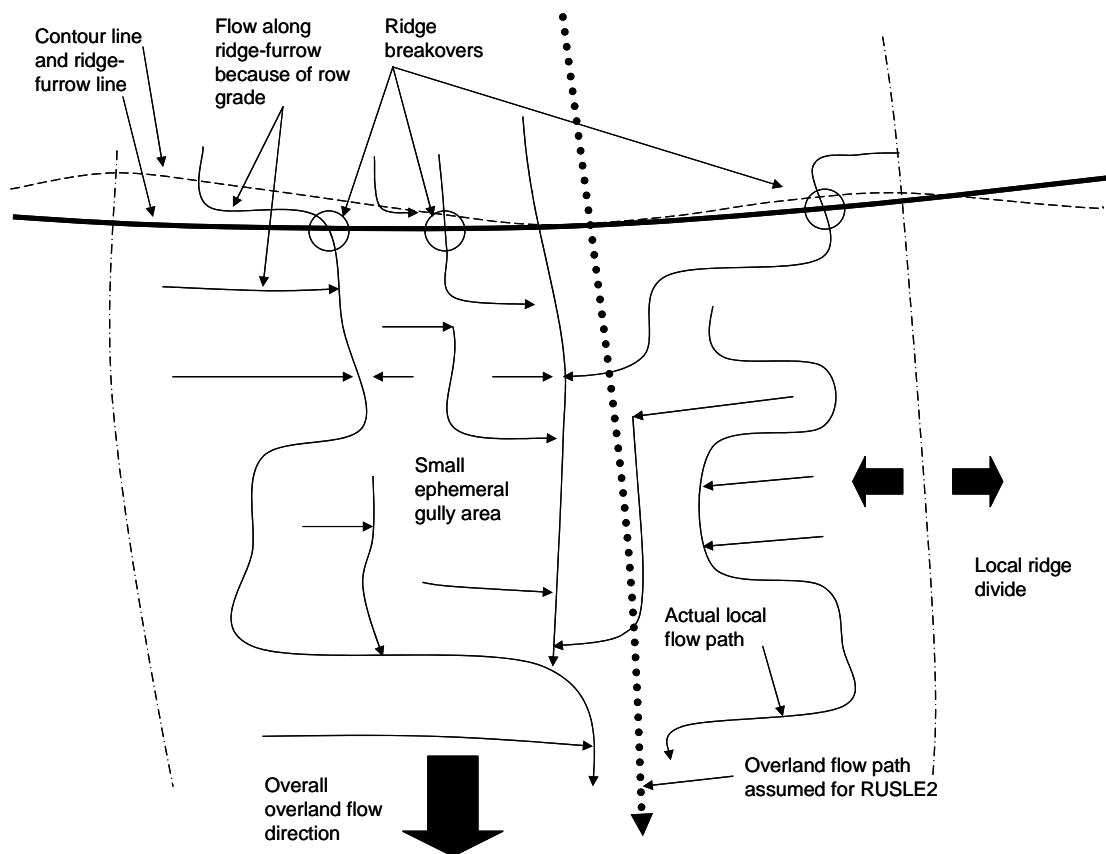 Contour line
and ridge-
furrow line
Flow along
ridge-furrow
because of row
grade
Ridge
breakovers
Small
ephemeral
gully area
Local ridge
divide
Actual local
flow path
Overland flow path
assumed for RUSLE2
Overall
overland flow
direction